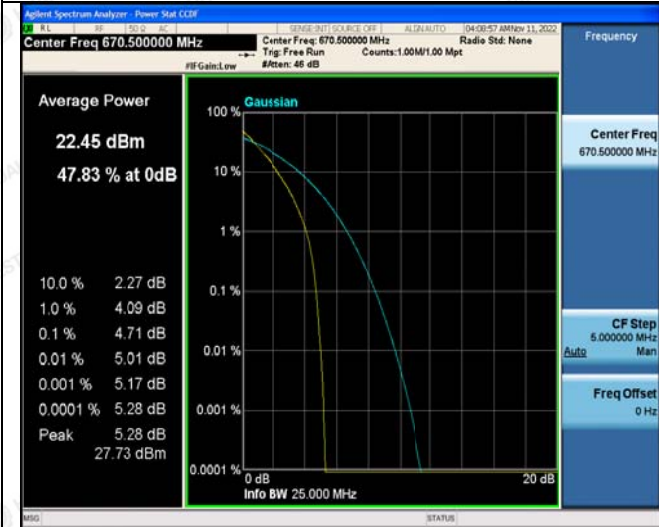 Agilent Spectrum Analyzer - Power Stat CCDF
RL RF 50 Ω AC SENSE:INT SOURCE OFF ALIGN AUTO 04:08:57 AM Nov 11, 2022
Center Freq 670.500000 MHz
Center Freq: 670.500000 MHz Radio Std: None
Trig: Free Run Counts:1.00M/1.00 Mpt
#IFGain:Low #Atten: 46 dB
Frequency
Average Power
22.45 dBm
47.83 % at 0dB
10.0 % 2.27 dB
1.0 % 4.09 dB
0.1 % 4.71 dB
0.01 % 5.01 dB
0.001 % 5.17 dB
0.0001 % 5.28 dB
Peak 5.28 dB
27.73 dBm
Gaussian
100 %
10 %
1 %
0.1 %
0.01 %
0.001 %
0.0001 %
0 dB 20 dB
Info BW 25.000 MHz
Center Freq
670.500000 MHz
CF Step
5.000000 MHz
Auto Man
Freq Offset
0 Hz
MSG STATUS